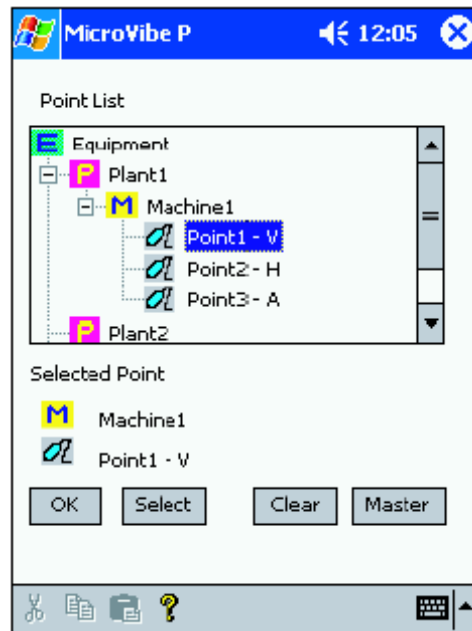 MicroVibe P 12:05
Point List
E Equipment
P Plant1
M Machine1
Point1 - V
Point2 - H
Point3 - A
P Plant2
Selected Point
M Machine1
Point1 - V
OK Select Clear Master
?